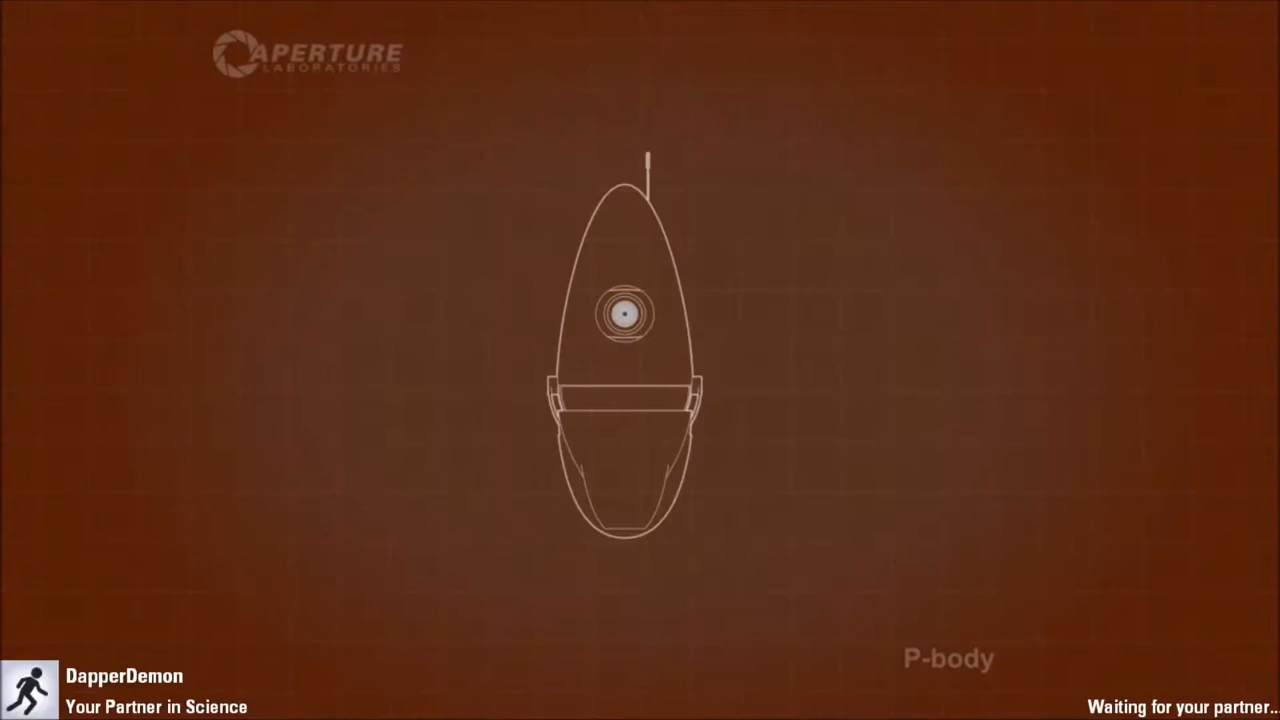 APERTURE
LABORATORIES
P-body
DapperDemon
Your Partner in Science
Waiting for your partner...